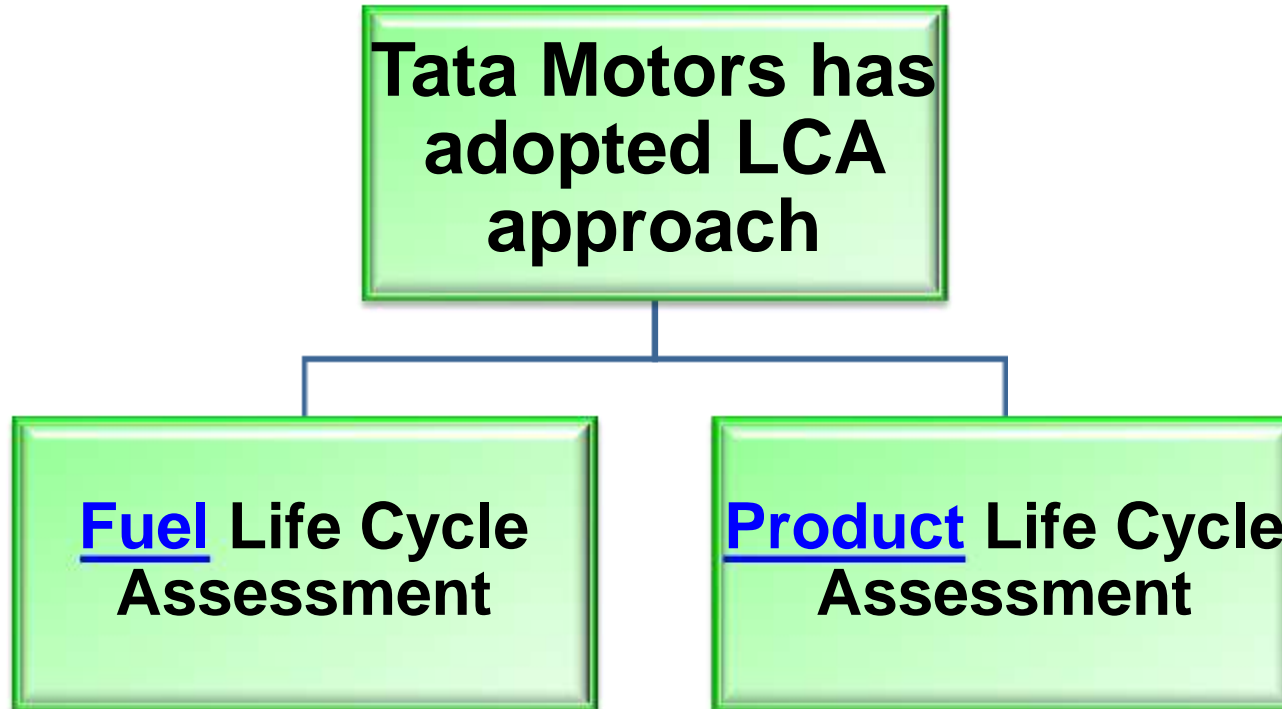 Tata Motors has
adopted LCA
approach
Fuel Life Cycle
Assessment
Product Life Cycle
Assessment